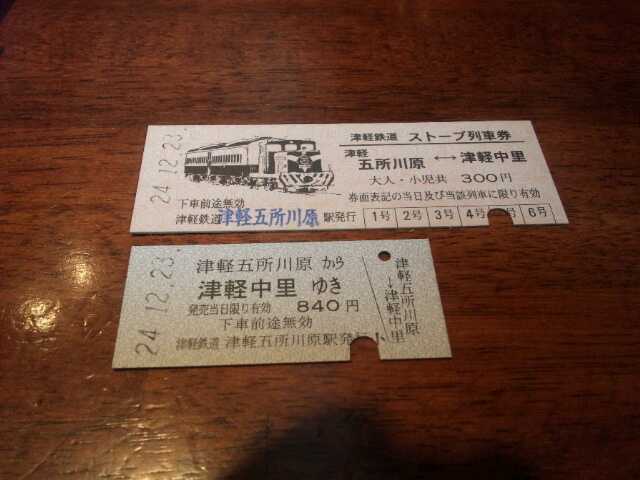 24.12.23
津軽鉄道 ストーブ列車券
津軽
五所川原 ←→ 津軽中里
大人・小児共 300円
券面表記の当日及び当該列車に限り有効
下車前途無効
津軽鉄道 津軽五所川原 駅発行
1号 2号 3号 4号 号 6号
24.12.23.
津軽五所川原 から
津軽中里 ゆき
発売当日限り有効 840円
下車前途無効
津軽鉄道 津軽五所川原駅発行
津軽五所川原
→津軽中里